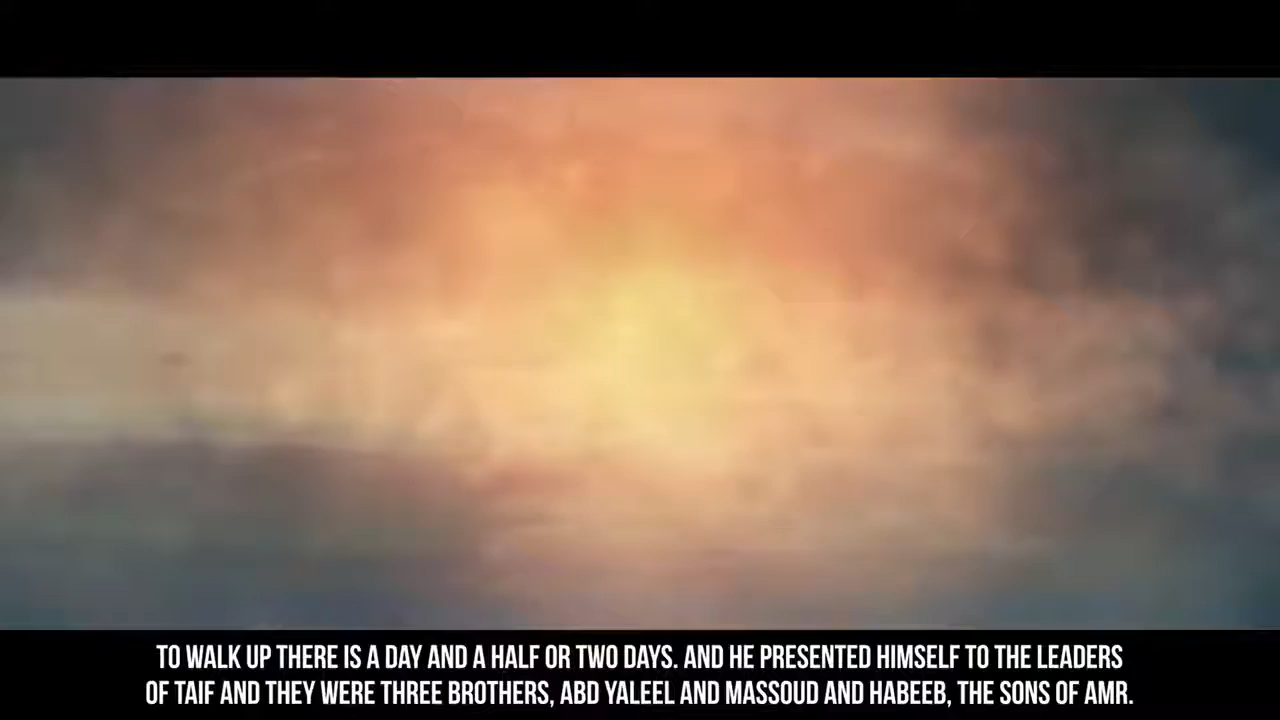 TO WALK UP THERE IS A DAY AND A HALF OR TWO DAYS. AND HE PRESENTED HIMSELF TO THE LEADERS
OF TAIF AND THEY WERE THREE BROTHERS, ABD YALEEL AND MASSOUD AND HABEEB, THE SONS OF AMR.